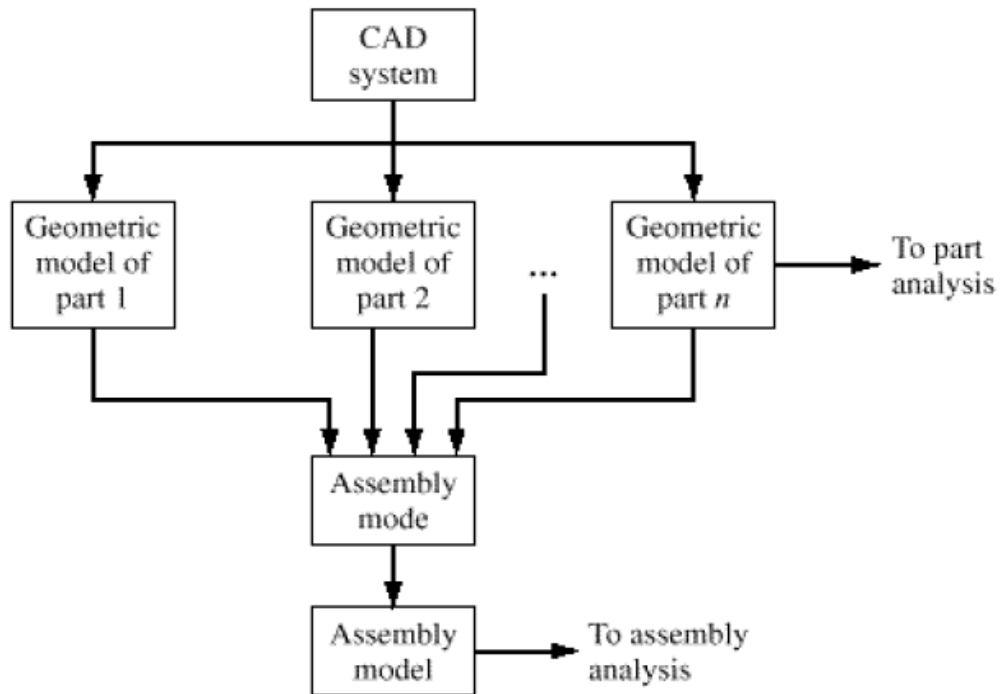 CAD
system
Geometric
model of
part 1
Geometric
model of
part 2
...
Geometric
model of
part n
To part
analysis
Assembly
mode
Assembly
model
To assembly
analysis